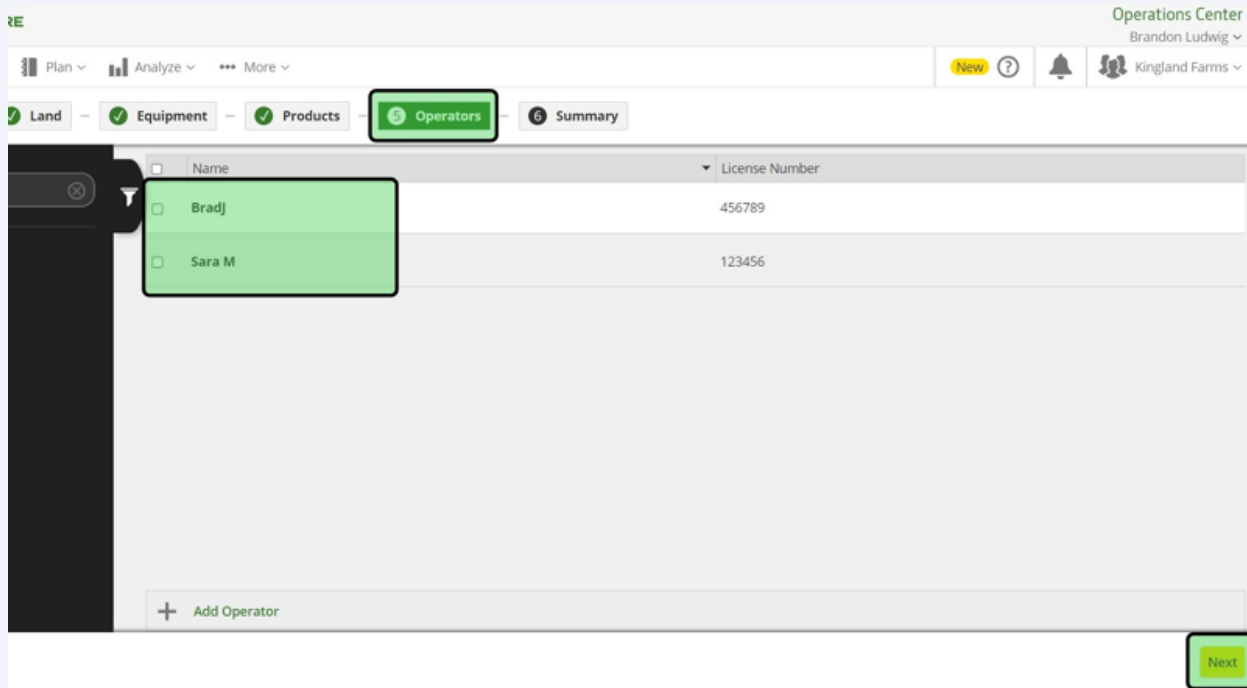 RE
Operations Center
Brandon Ludwig
Plan
Analyze
More
New
?
Kingland Farms
Land
Equipment
Products
5 Operators
6 Summary
Name
License Number
BradJ
456789
Sara M
123456
Add Operator
Next